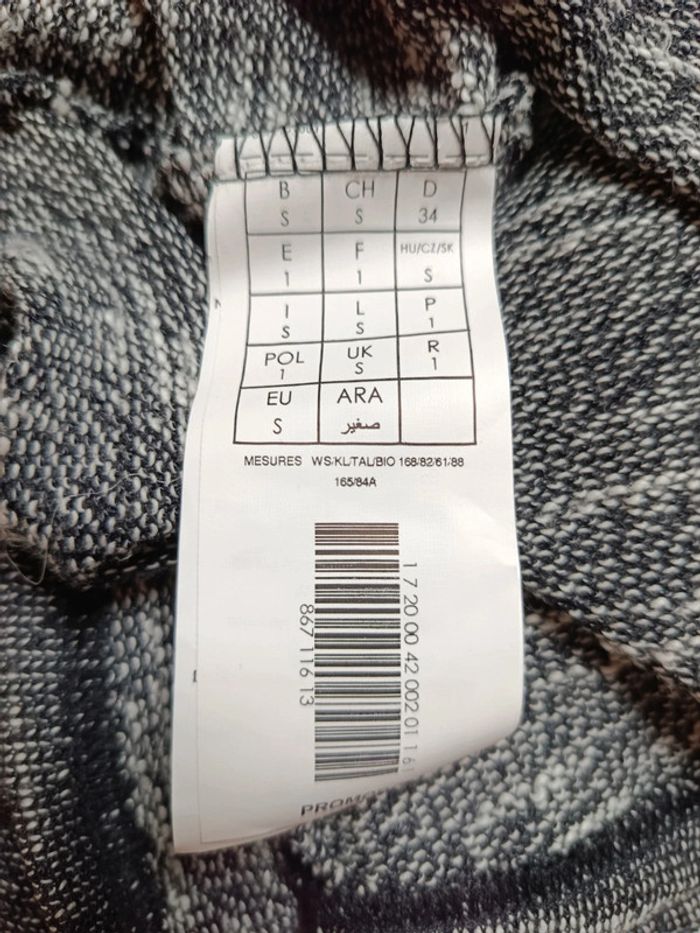 B CH D
S S 34
E F HU/CZ/SK
1 1 S
I L P
S S 1
POL UK R
1 S 1
EU ARA
S صغير
MESURES WS/KL/TAL/BIO 168/82/61/88
165/84A
1 7 20 00 42 002 01 1 61
867 116 13